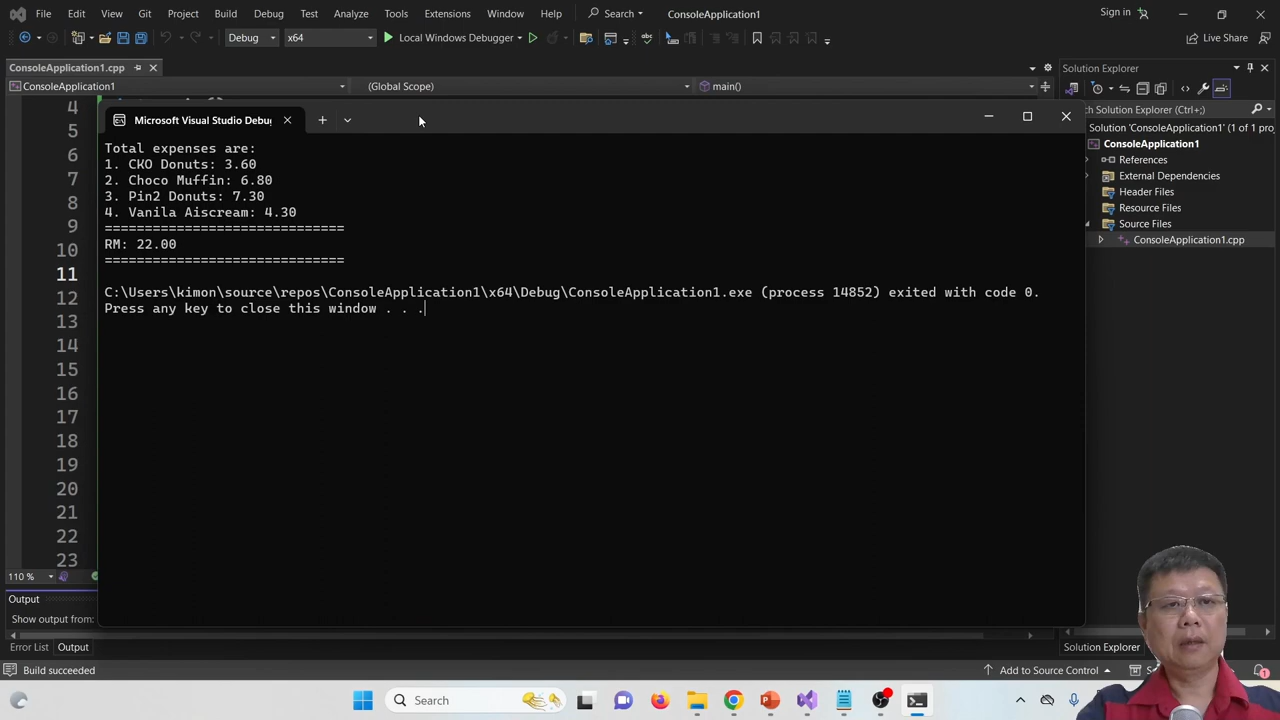 File Edit View Git Project Build Debug Test Analyze Tools Extensions Window Help Search ConsoleApplication1 Sign in
Debug x64 Local Windows Debugger Live Share
ConsoleApplication1.cpp Solution Explorer
ConsoleApplication1 (Global Scope) main()
Search Solution Explorer (Ctrl+;)
Solution 'ConsoleApplication1' (1 of 1 pro
ConsoleApplication1
References
External Dependencies
Header Files
Resource Files
Source Files
ConsoleApplication1.cpp
4
5
6
7
8
9
10
11
12
13
14
15
16
17
18
19
20
21
22
23
Microsoft Visual Studio Debug
Total expenses are:
1. CKO Donuts: 3.60
2. Choco Muffin: 6.80
3. Pin2 Donuts: 7.30
4. Vanila Aiscream: 4.30
==============================
RM: 22.00
==============================
C:\Users\kimon\source\repos\ConsoleApplication1\x64\Debug\ConsoleApplication1.exe (process 14852) exited with code 0.
Press any key to close this window . . .
110 %
Output
Show output from:
Error List Output Solution Explorer
Build succeeded Add to Source Control
Search